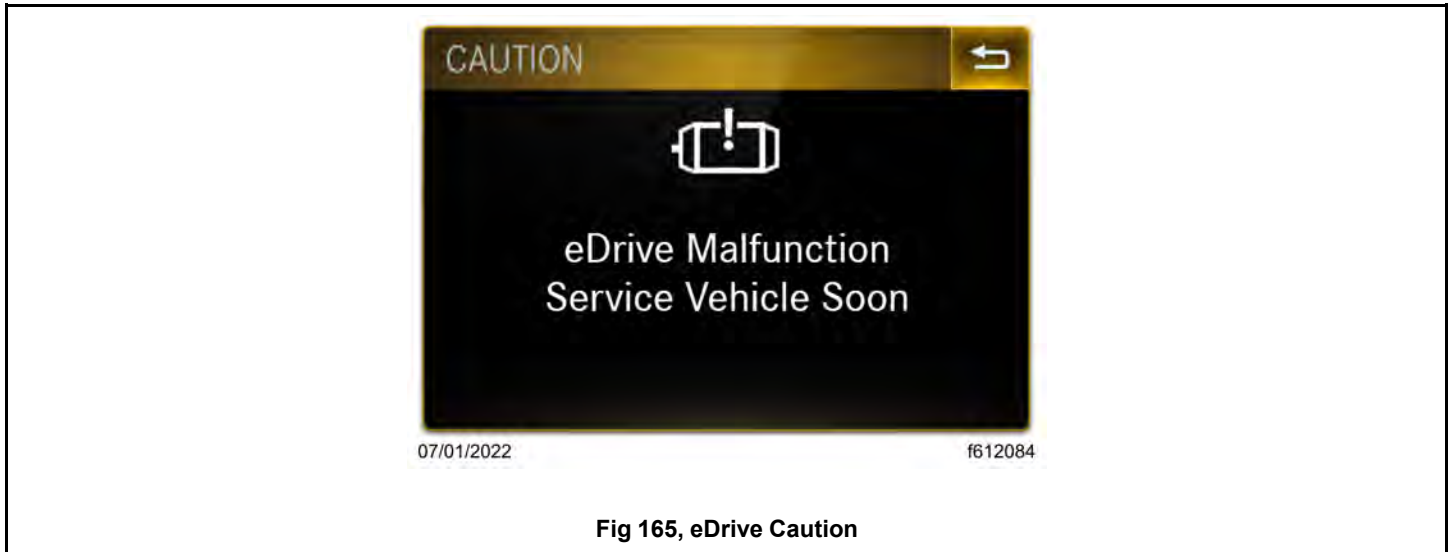 CAUTION
eDrive Malfunction
Service Vehicle Soon
07/01/2022 f612084
Fig 165, eDrive Caution